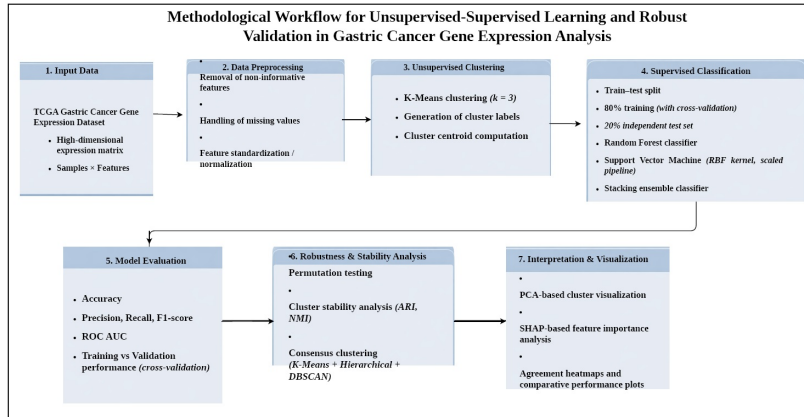 Methodological Workflow for Unsupervised-Supervised Learning and Robust
Validation in Gastric Cancer Gene Expression Analysis
1. Input Data
TCGA Gastric Cancer Gene
Expression Dataset
• High-dimensional
expression matrix
• Samples × Features
2. Data Preprocessing
•
Removal of non-informative
features
•
Handling of missing values
•
Feature standardization /
normalization
3. Unsupervised Clustering
• K-Means clustering (k = 3)
• Generation of cluster labels
• Cluster centroid computation
4. Supervised Classification
• Train–test split
• 80% training (with cross-validation)
• 20% independent test set
• Random Forest classifier
• Support Vector Machine (RBF kernel, scaled
pipeline)
• Stacking ensemble classifier
5. Model Evaluation
• Accuracy
• Precision, Recall, F1-score
• ROC AUC
• Training vs Validation
performance (cross-validation)
•6. Robustness & Stability Analysis
Permutation testing
•
Cluster stability analysis (ARI,
NMI)
•
Consensus clustering
(K-Means + Hierarchical +
DBSCAN)
7. Interpretation & Visualization
•
PCA-based cluster visualization
•
SHAP-based feature importance
analysis
•
Agreement heatmaps and
comparative performance plots